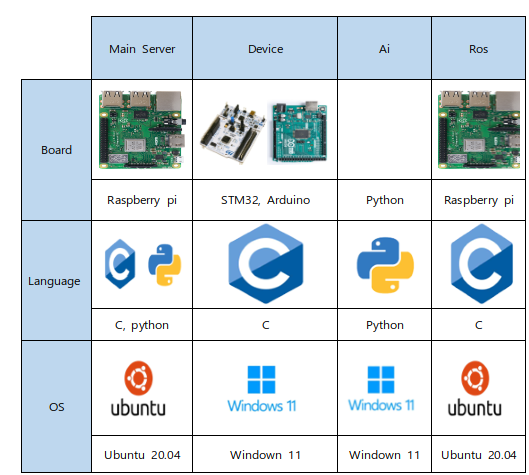 Main Server Device Ai Ros
Board
Raspberry pi STM32, Arduino Python Raspberry pi
Language
C C
C, python C Python C
OS
ubuntu Windows 11 Windows 11 ubuntu
Ubuntu 20.04 Windown 11 Windown 11 Ubuntu 20.04